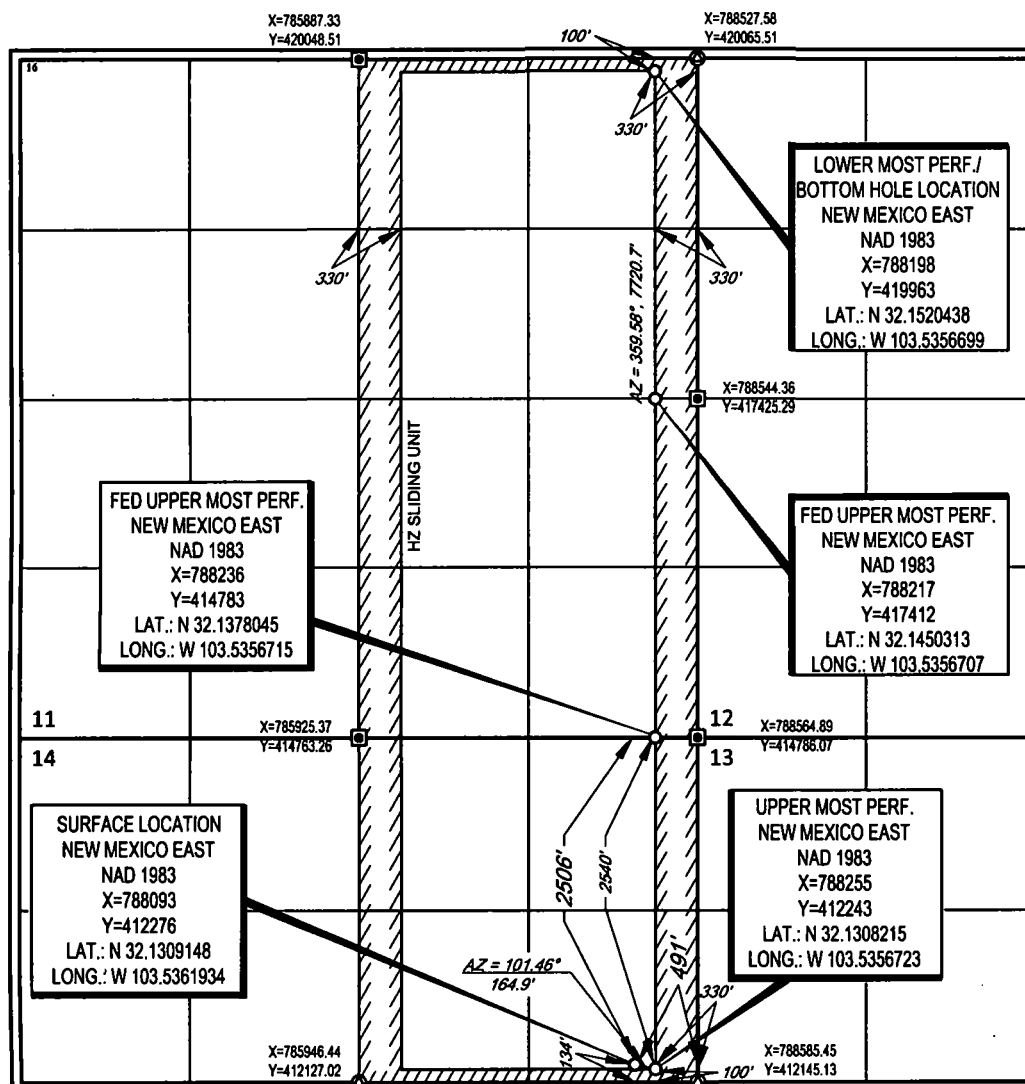 X=785887.33
Y=420048.51
X=788527.58
Y=420065.51
100'
16
330'
LOWER MOST PERF./
BOTTOM HOLE LOCATION
NEW MEXICO EAST
NAD 1983
X=788198
Y=419963
LAT.: N 32.1520438
LONG.: W 103.5356699
330'
330'
AZ = 359.58°, 7720.7'
X=788544.36
Y=417425.29
HZ SLIDING UNIT
FED UPPER MOST PERF.
NEW MEXICO EAST
NAD 1983
X=788236
Y=414783
LAT.: N 32.1378045
LONG.: W 103.5356715
FED UPPER MOST PERF.
NEW MEXICO EAST
NAD 1983
X=788217
Y=417412
LAT.: N 32.1450313
LONG.: W 103.5356707
11
14
X=785925.37
Y=414763.26
12
13
X=788564.89
Y=414786.07
SURFACE LOCATION
NEW MEXICO EAST
NAD 1983
X=788093
Y=412276
LAT.: N 32.1309148
LONG.: W 103.5361934
2506'
2540'
UPPER MOST PERF.
NEW MEXICO EAST
NAD 1983
X=788255
Y=412243
LAT.: N 32.1308215
LONG.: W 103.5356723
AZ = 101.46°
164.9'
491'
330'
134'
100'
X=785946.44
Y=412127.02
X=788585.45
Y=412145.13